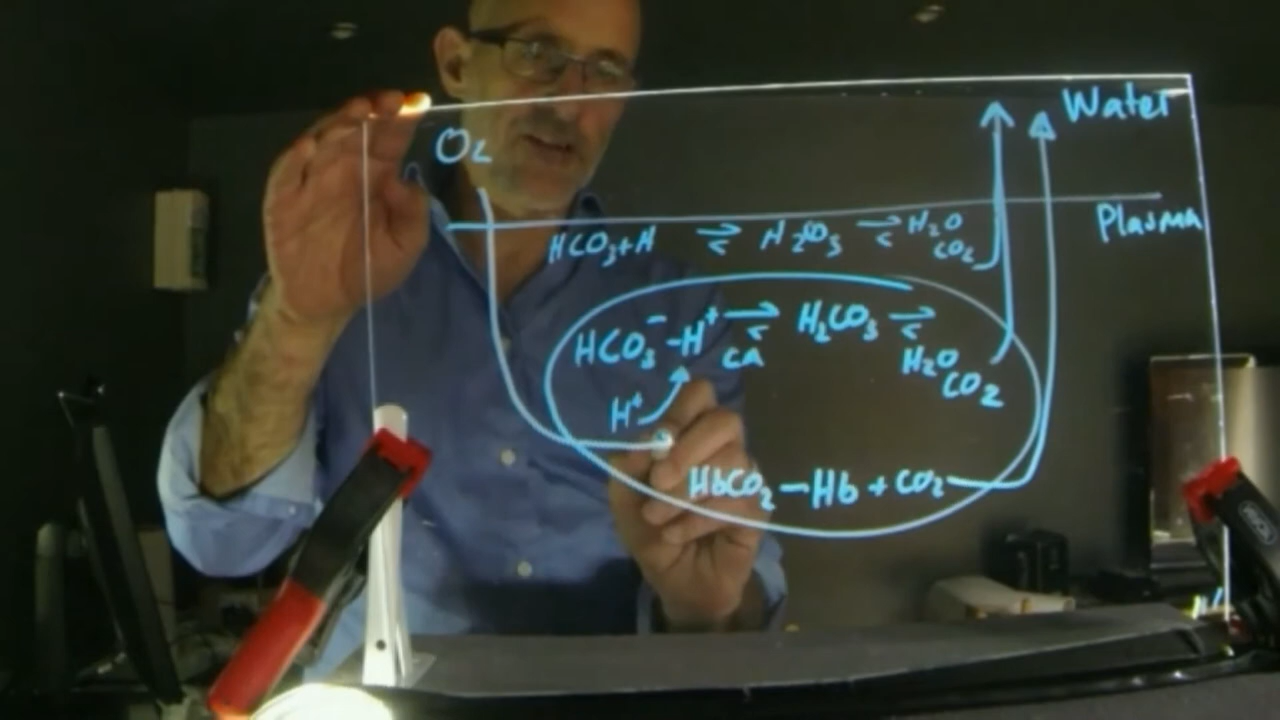 Water
O₂
Plasma
HCO₃+H ⇌ H₂CO₃ ⇌ H₂O
CO₂
HCO₃⁻-H⁺ ⇌ H₂CO₃ ⇌
CA
H₂O
CO₂
H⁺
HbCO₂-Hb+CO₂